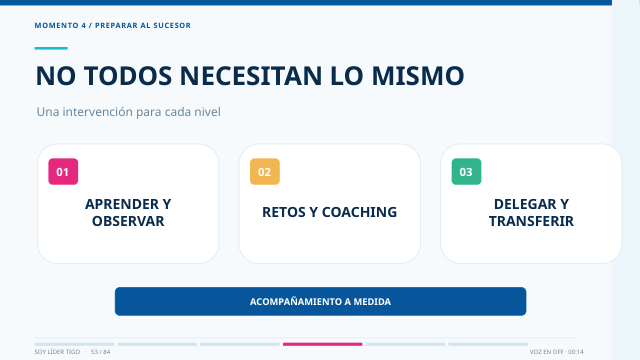 MOMENTO 4 / PREPARAR AL SUCESOR
NO TODOS NECESITAN LO MISMO
Una intervención para cada nivel
01
APRENDER Y
OBSERVAR
02
RETOS Y COACHING
03
DELEGAR Y
TRANSFERIR
ACOMPAÑAMIENTO A MEDIDA
SOY LÍDER TIGO · 53 / 84
VOZ EN OFF · 00:14